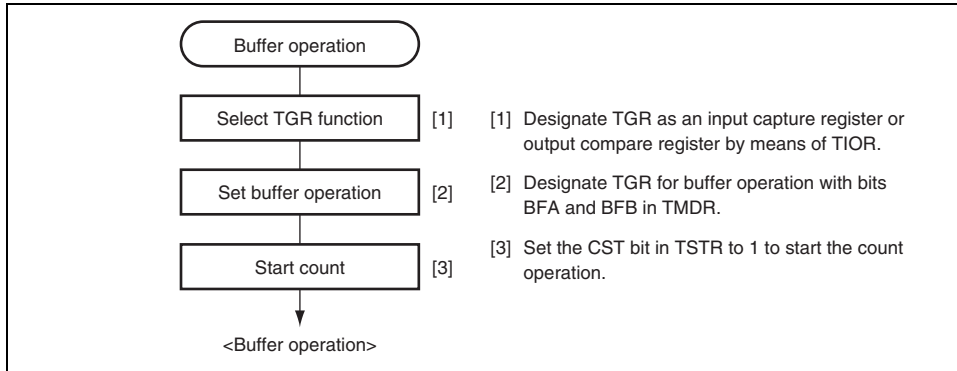 Buffer operation
Select TGR function [1]
Set buffer operation [2]
Start count [3]
<Buffer operation>
[1] Designate TGR as an input capture register or
output compare register by means of TIOR.
[2] Designate TGR for buffer operation with bits
BFA and BFB in TMDR.
[3] Set the CST bit in TSTR to 1 to start the count
operation.